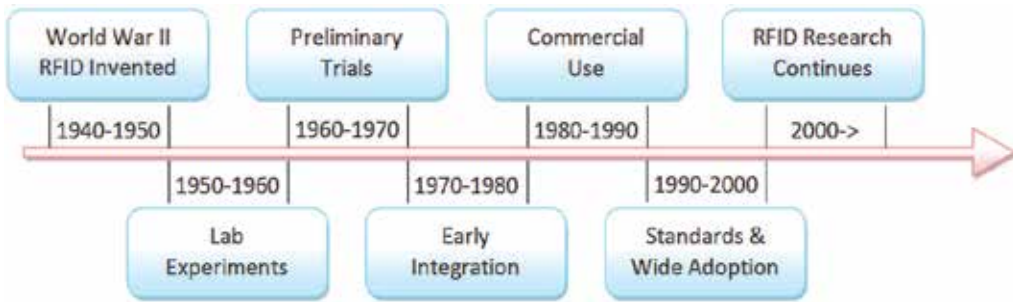 World War II
RFID Invented
Preliminary
Trials
Commercial
Use
RFID Research
Continues
1940-1950
1960-1970
1980-1990
2000->
1950-1960
1970-1980
1990-2000
Lab
Experiments
Early
Integration
Standards &
Wide Adoption